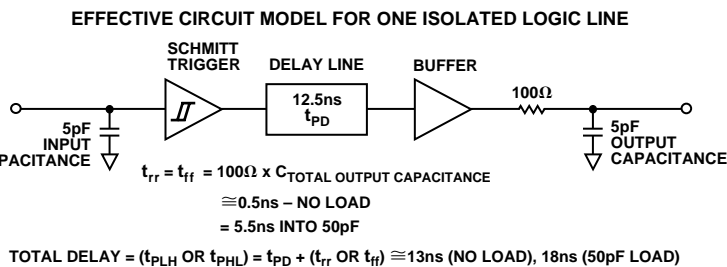 EFFECTIVE CIRCUIT MODEL FOR ONE ISOLATED LOGIC LINE
SCHMITT
TRIGGER
DELAY LINE
BUFFER
12.5ns
tPD
100Ω
5pF
INPUT
PACITANCE
5pF
OUTPUT
CAPACITANCE
trr = tff = 100Ω x CTOTAL OUTPUT CAPACITANCE
≅0.5ns – NO LOAD
= 5.5ns INTO 50pF
TOTAL DELAY = (tPLH OR tPHL) = tPD + (trr OR tff) ≅13ns (NO LOAD), 18ns (50pF LOAD)